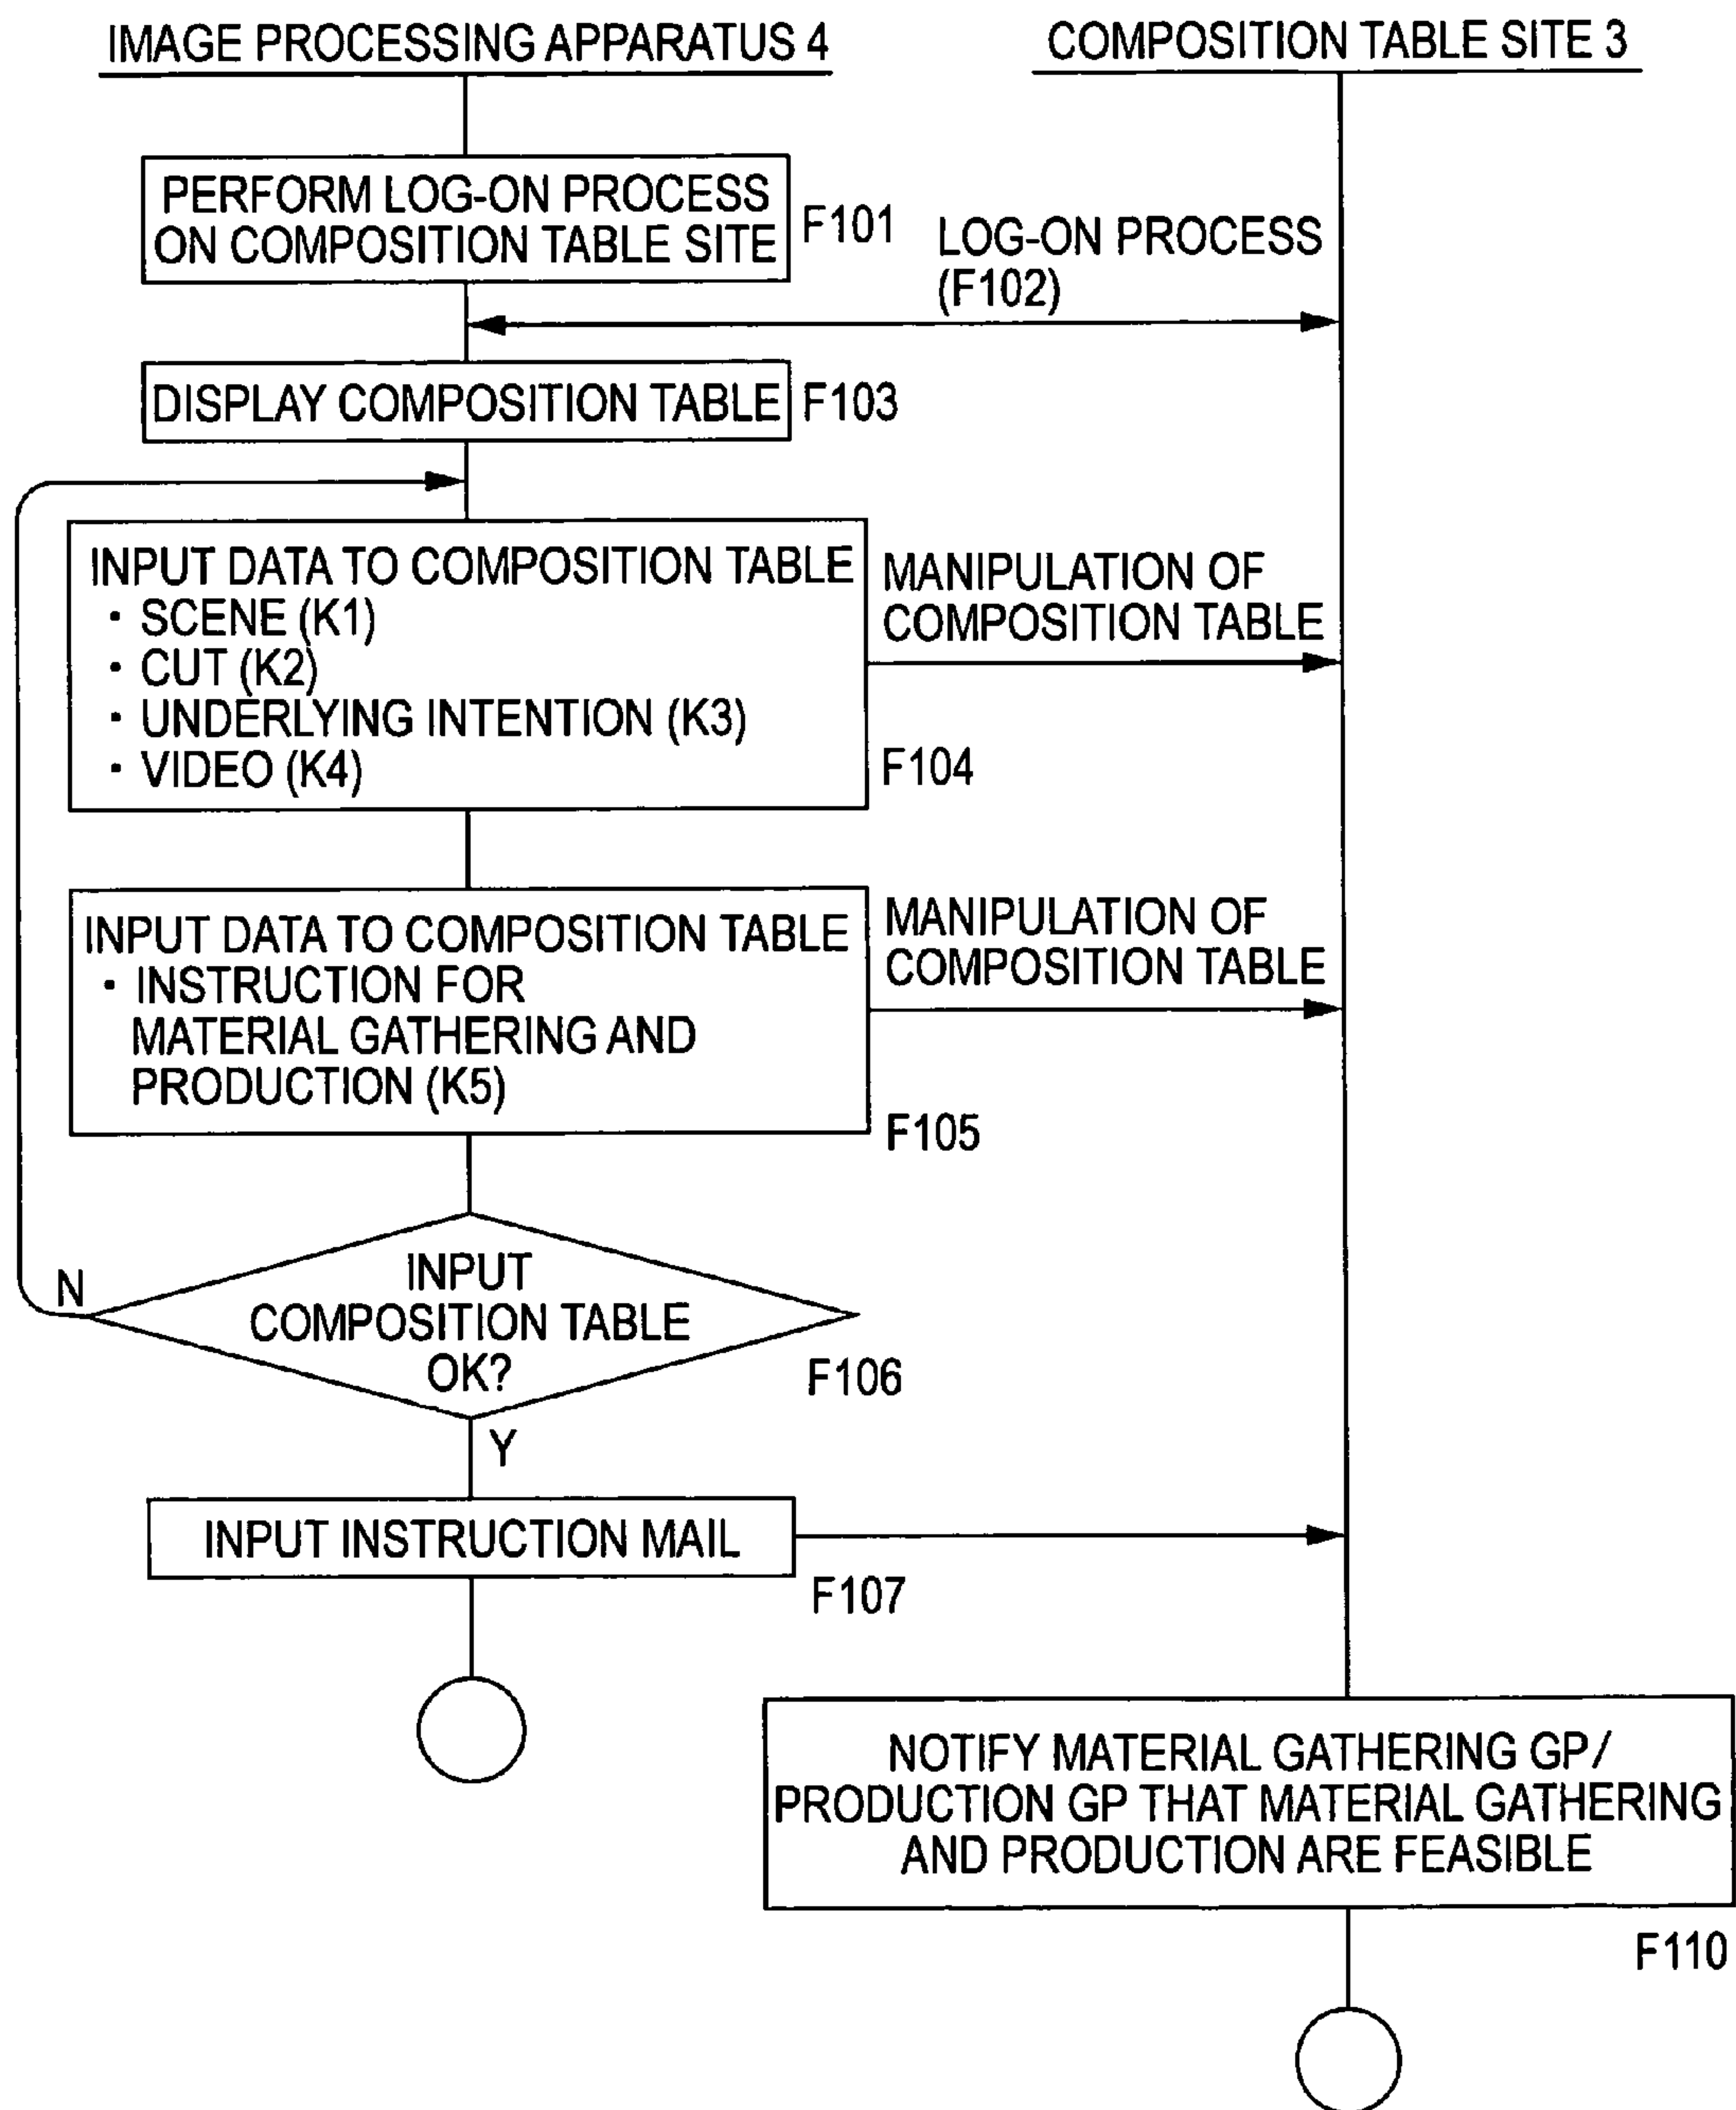 IMAGE PROCESSING APPARATUS 4
COMPOSITION TABLE SITE 3
PERFORM LOG-ON PROCESS
ON COMPOSITION TABLE SITE
F101
LOG-ON PROCESS
(F102)
DISPLAY COMPOSITION TABLE
F103
INPUT DATA TO COMPOSITION TABLE
・ SCENE (K1)
・ CUT (K2)
・ UNDERLYING INTENTION (K3)
・ VIDEO (K4)
F104
MANIPULATION OF
COMPOSITION TABLE
INPUT DATA TO COMPOSITION TABLE
・ INSTRUCTION FOR
MATERIAL GATHERING AND
PRODUCTION (K5)
F105
MANIPULATION OF
COMPOSITION TABLE
N
INPUT
COMPOSITION TABLE
OK?
F106
Y
INPUT INSTRUCTION MAIL
F107
NOTIFY MATERIAL GATHERING GP/
PRODUCTION GP THAT MATERIAL GATHERING
AND PRODUCTION ARE FEASIBLE
F110